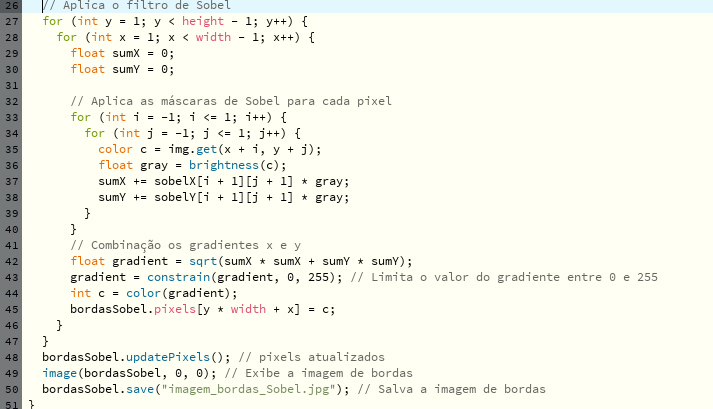 26 // Aplica o filtro de Sobel
27 for (int y = 1; y < height - 1; y++) {
28 for (int x = 1; x < width - 1; x++) {
29 float sumX = 0;
30 float sumY = 0;
31
32 // Aplica as máscaras de Sobel para cada pixel
33 for (int i = -1; i <= 1; i++) {
34 for (int j = -1; j <= 1; j++) {
35 color c = img.get(x + i, y + j);
36 float gray = brightness(c);
37 sumX += sobelX[i + 1][j + 1] * gray;
38 sumY += sobelY[i + 1][j + 1] * gray;
39 }
40 }
41 // Combinação os gradientes x e y
42 float gradient = sqrt(sumX * sumX + sumY * sumY);
43 gradient = constrain(gradient, 0, 255); // Limita o valor do gradiente entre 0 e 255
44 int c = color(gradient);
45 bordasSobel.pixels[y * width + x] = c;
46 }
47 }
48 bordasSobel.updatePixels(); // pixels atualizados
49 image(bordasSobel, 0, 0); // Exibe a imagem de bordas
50 bordasSobel.save("imagem_bordas_Sobel.jpg"); // Salva a imagem de bordas
51 }